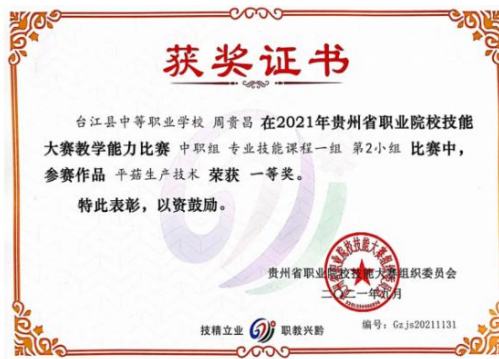 获奖证书
台江县中等职业学校 周贵昌 在2021年贵州省职业院校技能
大赛教学能力比赛 中职组 专业技能课程一组 第2小组 比赛中，
参赛作品 平菇生产技术 荣获 一等奖。
特此表彰，以资鼓励。
贵州省职业院校技能大赛组织委员会
二〇二一年九月
技精立业 职教兴黔
编号：Gzjs20211131